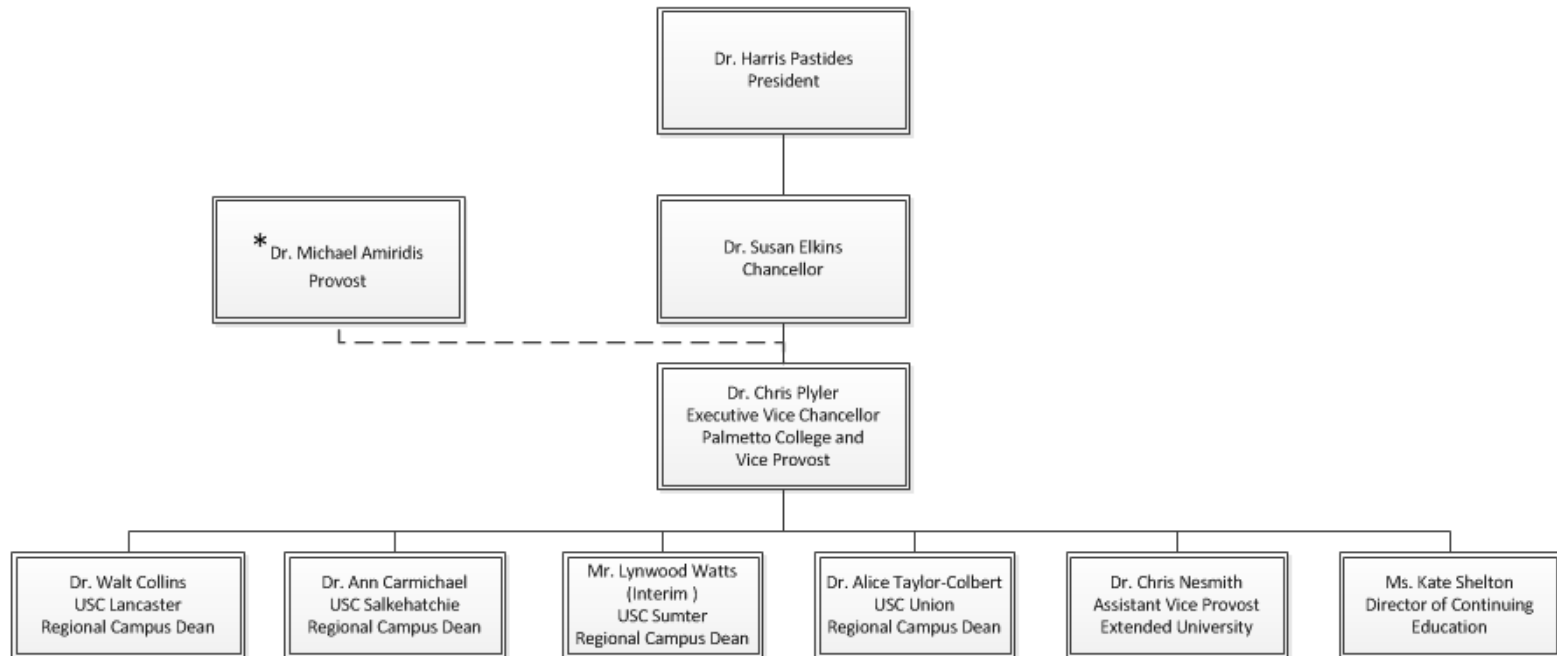 Dr. Harris Pastides
President
* Dr. Michael Amiridis
Provost
Dr. Susan Elkins
Chancellor
Dr. Chris Plyler
Executive Vice Chancellor
Palmetto College and
Vice Provost
Dr. Walt Collins
USC Lancaster
Regional Campus Dean
Dr. Ann Carmichael
USC Salkehatchie
Regional Campus Dean
Mr. Lynwood Watts
(Interim )
USC Sumter
Regional Campus Dean
Dr. Alice Taylor-Colbert
USC Union
Regional Campus Dean
Dr. Chris Nesmith
Assistant Vice Provost
Extended University
Ms. Kate Shelton
Director of Continuing
Education